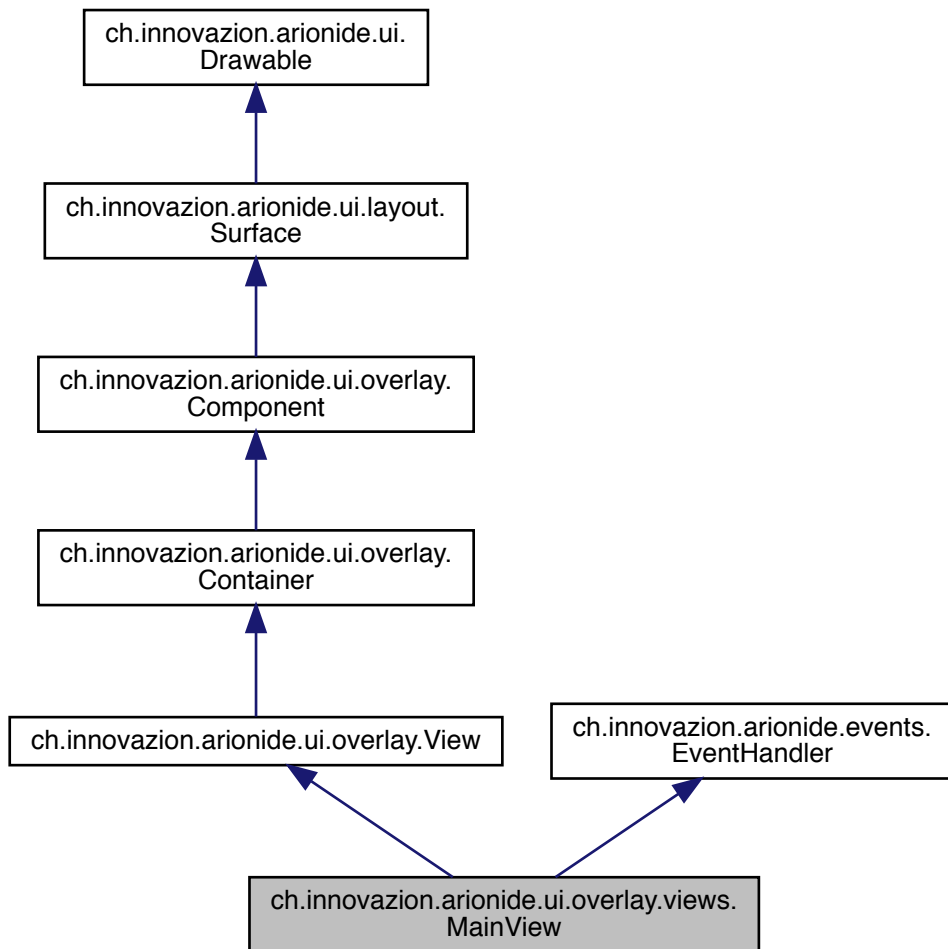 ch.innovazion.arionide.ui.
Drawable
ch.innovazion.arionide.ui.layout.
Surface
ch.innovazion.arionide.ui.overlay.
Component
ch.innovazion.arionide.ui.overlay.
Container
ch.innovazion.arionide.ui.overlay.View
ch.innovazion.arionide.events.
EventHandler
ch.innovazion.arionide.ui.overlay.views.
MainView